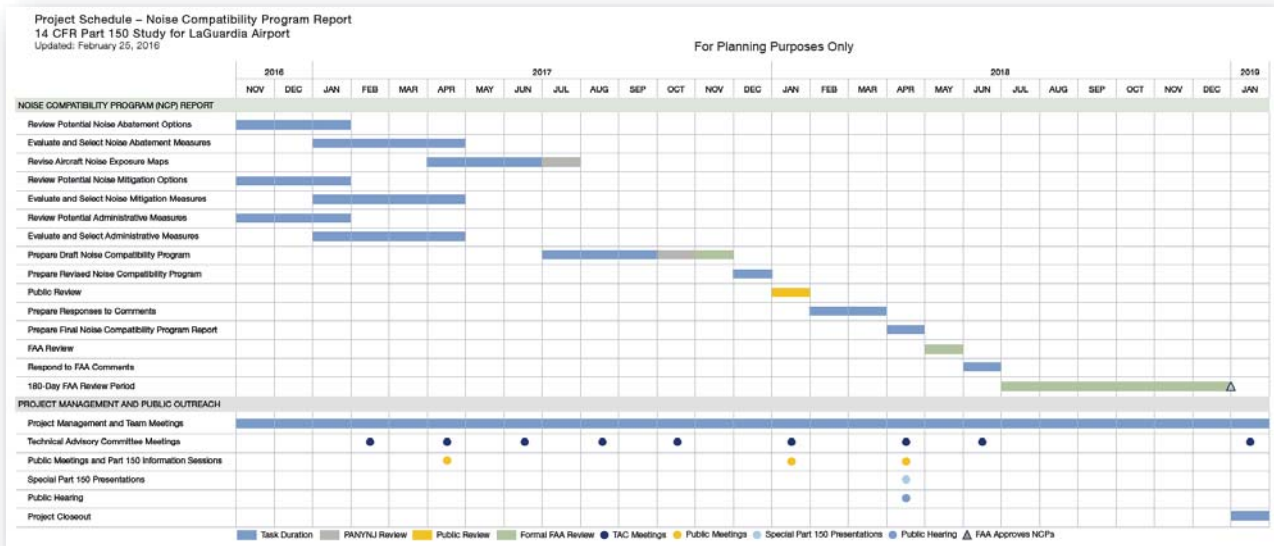 Project Schedule – Noise Compatibility Program Report
14 CFR Part 150 Study for LaGuardia Airport
Updated: February 25, 2016
For Planning Purposes Only
2016 2017 2018 2019
NOV DEC JAN FEB MAR APR MAY JUN JUL AUG SEP OCT NOV DEC JAN FEB MAR APR MAY JUN JUL AUG SEP OCT NOV DEC JAN
NOISE COMPATIBILITY PROGRAM (NCP) REPORT
Review Potential Noise Abatement Options
Evaluate and Select Noise Abatement Measures
Revise Aircraft Noise Exposure Maps
Review Potential Noise Mitigation Options
Evaluate and Select Noise Mitigation Measures
Review Potential Administrative Measures
Evaluate and Select Administrative Measures
Prepare Draft Noise Compatibility Program
Prepare Revised Noise Compatibility Program
Public Review
Prepare Responses to Comments
Prepare Final Noise Compatibility Program Report
FAA Review
Respond to FAA Comments
180-Day FAA Review Period
PROJECT MANAGEMENT AND PUBLIC OUTREACH
Project Management and Team Meetings
Technical Advisory Committee Meetings
Public Meetings and Part 150 Information Sessions
Special Part 150 Presentations
Public Hearing
Project Closeout
Task Duration PANYNJ Review Public Review Formal FAA Review TAC Meetings Public Meetings Special Part 150 Presentations Public Hearing FAA Approves NCPs